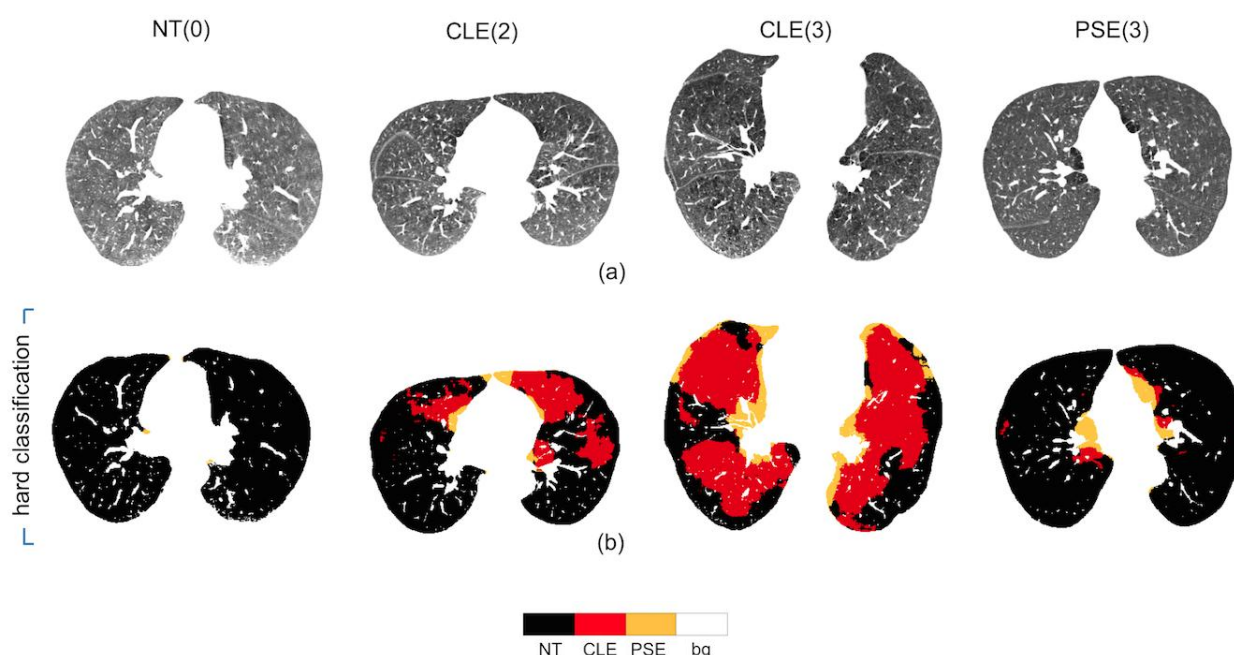 NT(0) CLE(2) CLE(3) PSE(3)
(a)
hard classification
(b)
NT CLE PSE bg